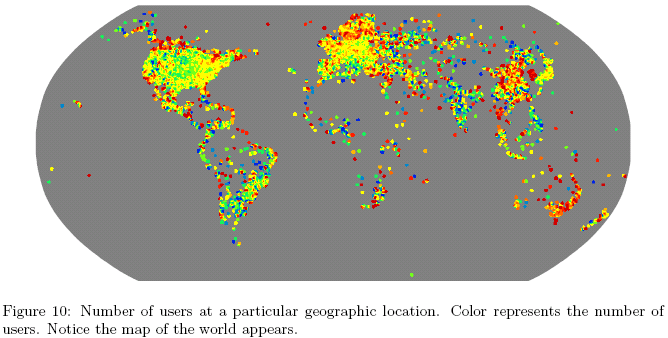 Figure 10: Number of users at a particular geographic location. Color represents the number of
users. Notice the map of the world appears.